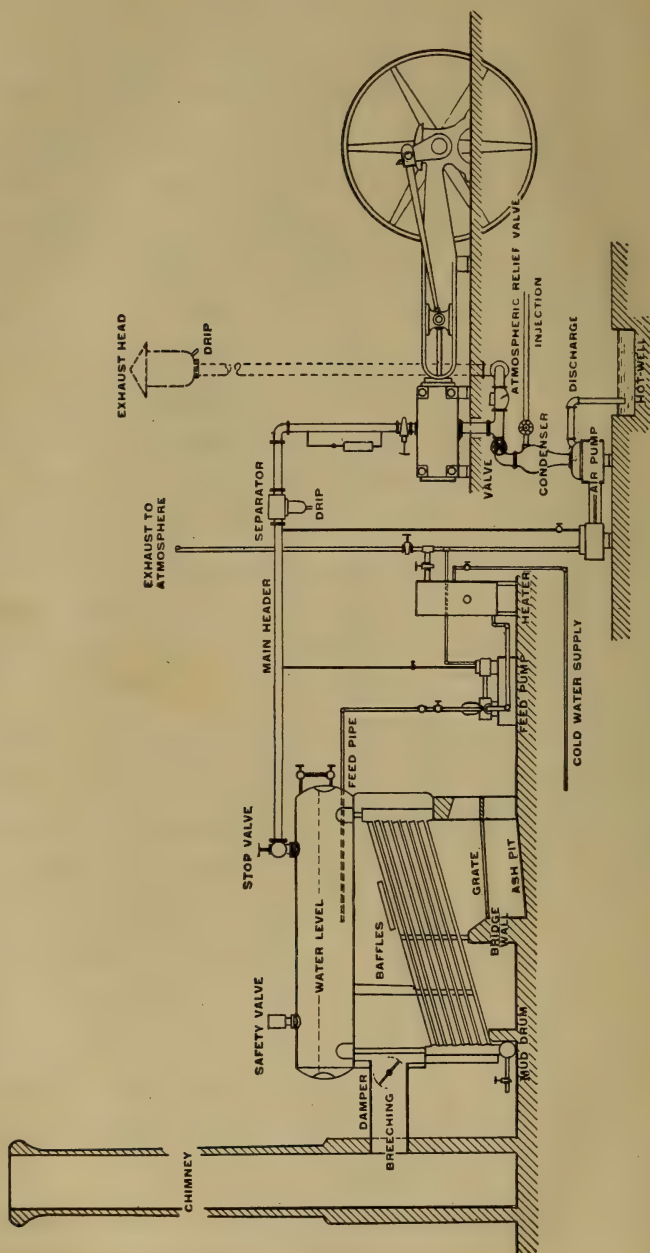 CHIMNEY
DAMPER
BREECHING
SAFETY VALVE
WATER LEVEL
STOP VALVE
BAFFLES
MUD DRUM
BRIDGE
WALL
GRATE
ASH PIT
FEED PIPE
MAIN HEADER
FEED PUMP
HEATER
COLD WATER SUPPLY
EXHAUST TO
ATMOSPHERE
SEPARATOR
DRIP
EXHAUST HEAD
DRIP
VALVE
CONDENSER
AIR PUMP
ATMOSPHERIC RELIEF VALVE
INJECTION
DISCHARGE
HOT-WELL